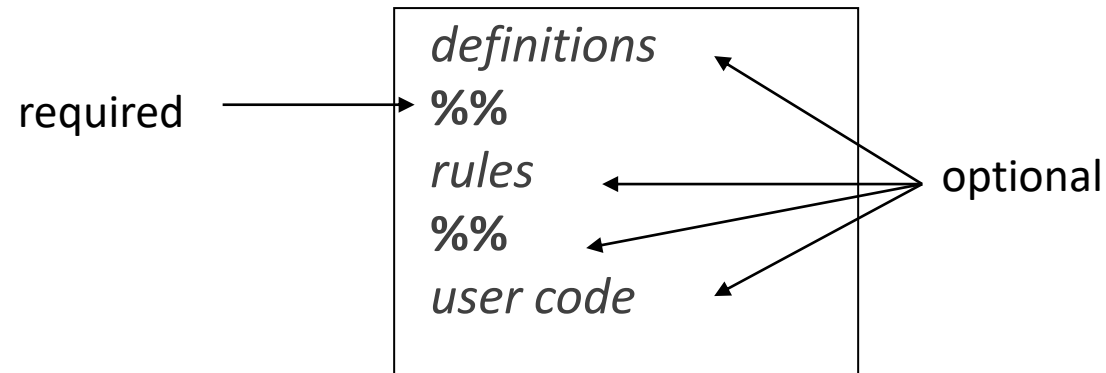 definitions
required
%%
rules
optional
%%
user code